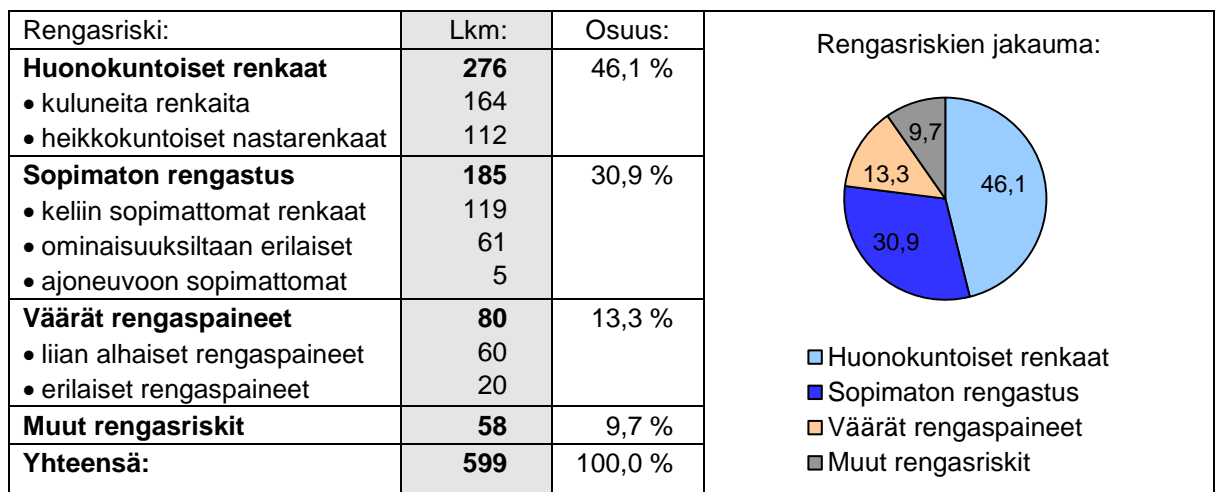 Rengasriski: Lkm: Osuus:
Huonokuntoiset renkaat 276 46,1 %
• kuluneita renkaita 164
• heikkokuntoiset nastarenkaat 112
Sopimaton rengastus 185 30,9 %
• keliin sopimattomat renkaat 119
• ominaisuuksiltaan erilaiset 61
• ajoneuvoon sopimattomat 5
Väärät rengaspaineet 80 13,3 %
• liian alhaiset rengaspaineet 60
• erilaiset rengaspaineet 20
Muut rengasriskit 58 9,7 %
Yhteensä: 599 100,0 %
Rengasriskien jakauma:
9,7
13,3
46,1
30,9
Huonokuntoiset renkaat
Sopimaton rengastus
Väärät rengaspaineet
Muut rengasriskit